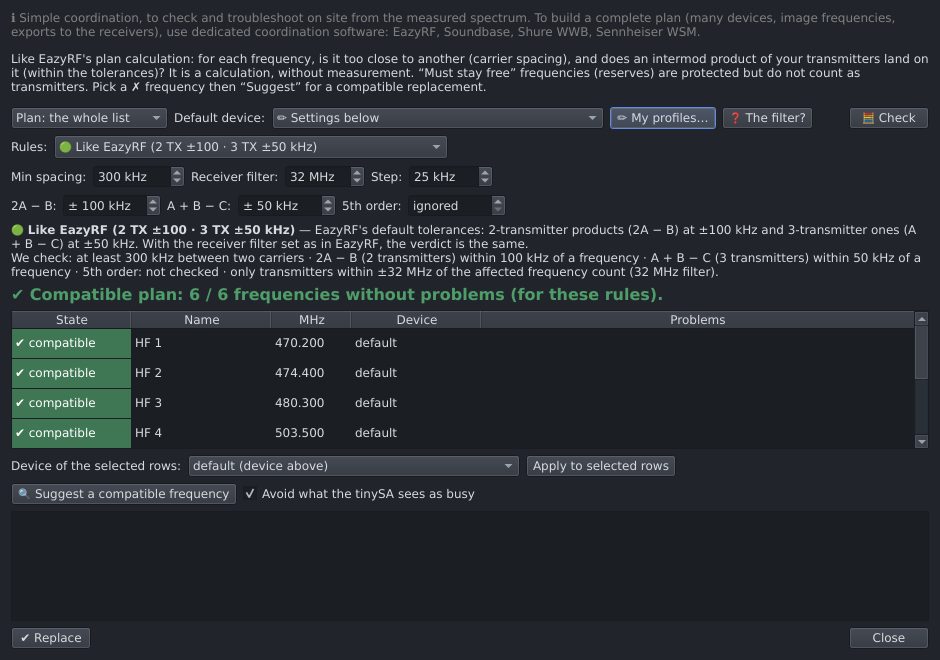 ℹ Simple coordination, to check and troubleshoot on site from the measured spectrum. To build a complete plan (many devices, image frequencies,
exports to the receivers), use dedicated coordination software: EazyRF, Soundbase, Shure WWB, Sennheiser WSM.
Like EazyRF's plan calculation: for each frequency, is it too close to another (carrier spacing), and does an intermod product of your transmitters land on
it (within the tolerances)? It is a calculation, without measurement. “Must stay free” frequencies (reserves) are protected but do not count as
transmitters. Pick a ✗ frequency then “Suggest” for a compatible replacement.
Plan: the whole list Default device: ✏ Settings below ✏ My profiles... ❓ The filter? 🧮 Check
Rules: 🟢 Like EazyRF (2 TX ±100 · 3 TX ±50 kHz)
Min spacing: 300 kHz Receiver filter: 32 MHz Step: 25 kHz
2A − B: ± 100 kHz A + B − C: ± 50 kHz 5th order: ignored
🟢 Like EazyRF (2 TX ±100 · 3 TX ±50 kHz) — EazyRF's default tolerances: 2-transmitter products (2A − B) at ±100 kHz and 3-transmitter ones (A
+ B − C) at ±50 kHz. With the receiver filter set as in EazyRF, the verdict is the same.
We check: at least 300 kHz between two carriers · 2A − B (2 transmitters) within 100 kHz of a frequency · A + B − C (3 transmitters) within 50 kHz of a
frequency · 5th order: not checked · only transmitters within ±32 MHz of the affected frequency count (32 MHz filter).
✔ Compatible plan: 6 / 6 frequencies without problems (for these rules).
State Name MHz Device Problems
✔ compatible HF 1 470.200 default
✔ compatible HF 2 474.400 default
✔ compatible HF 3 480.300 default
✔ compatible HF 4 503.500 default
Device of the selected rows: default (device above) Apply to selected rows
🔍 Suggest a compatible frequency ✓ Avoid what the tinySA sees as busy
✔ Replace Close